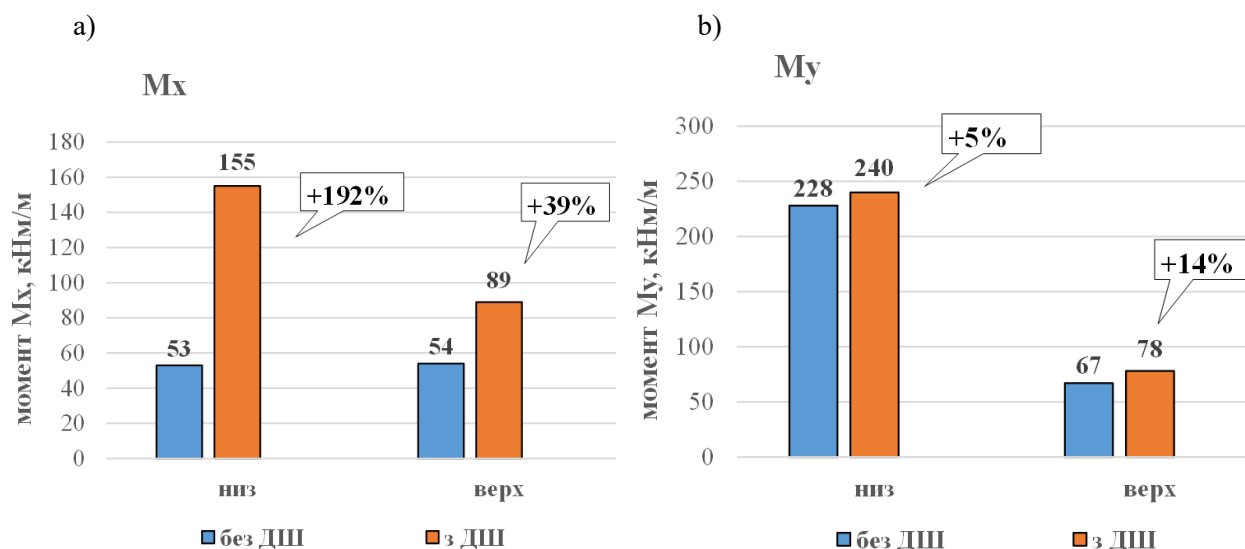 a)
Mx
момент Mx, кНм/м
180
160
140
120
100
80
60
40
20
0
155
+192%
+39%
89
53
54
низ
верх
без ДШ
з ДШ
b)
My
момент My, кНм/м
300
250
200
150
100
50
0
+5%
228
240
+14%
67
78
низ
верх
без ДШ
з ДШ